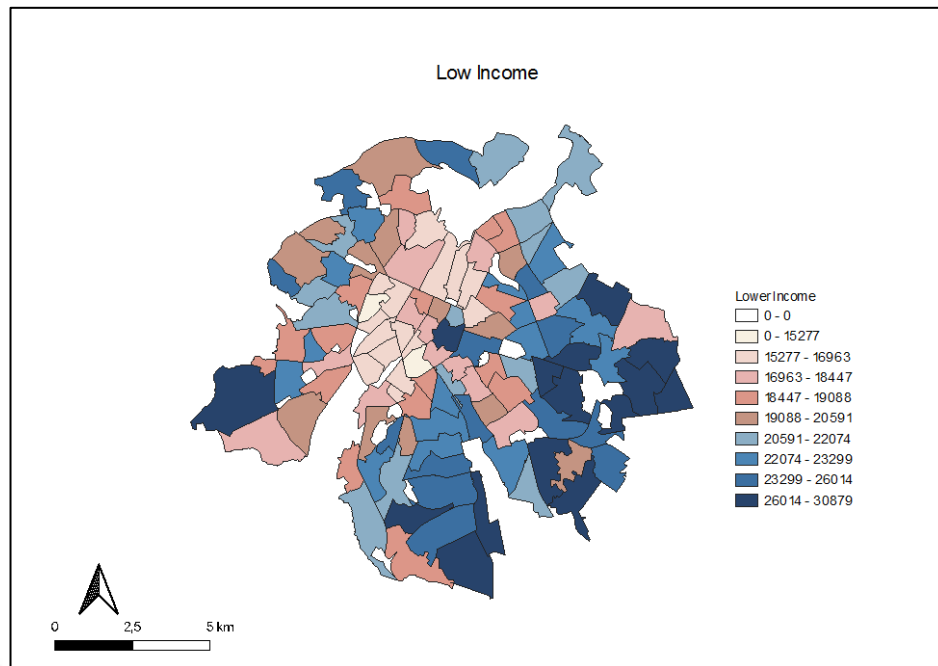 Low Income
Lower Income
0 - 0
0 - 15277
15277 - 16963
16963 - 18447
18447 - 19088
19088 - 20591
20591 - 22074
22074 - 23299
23299 - 26014
26014 - 30879
0 2,5 5 km